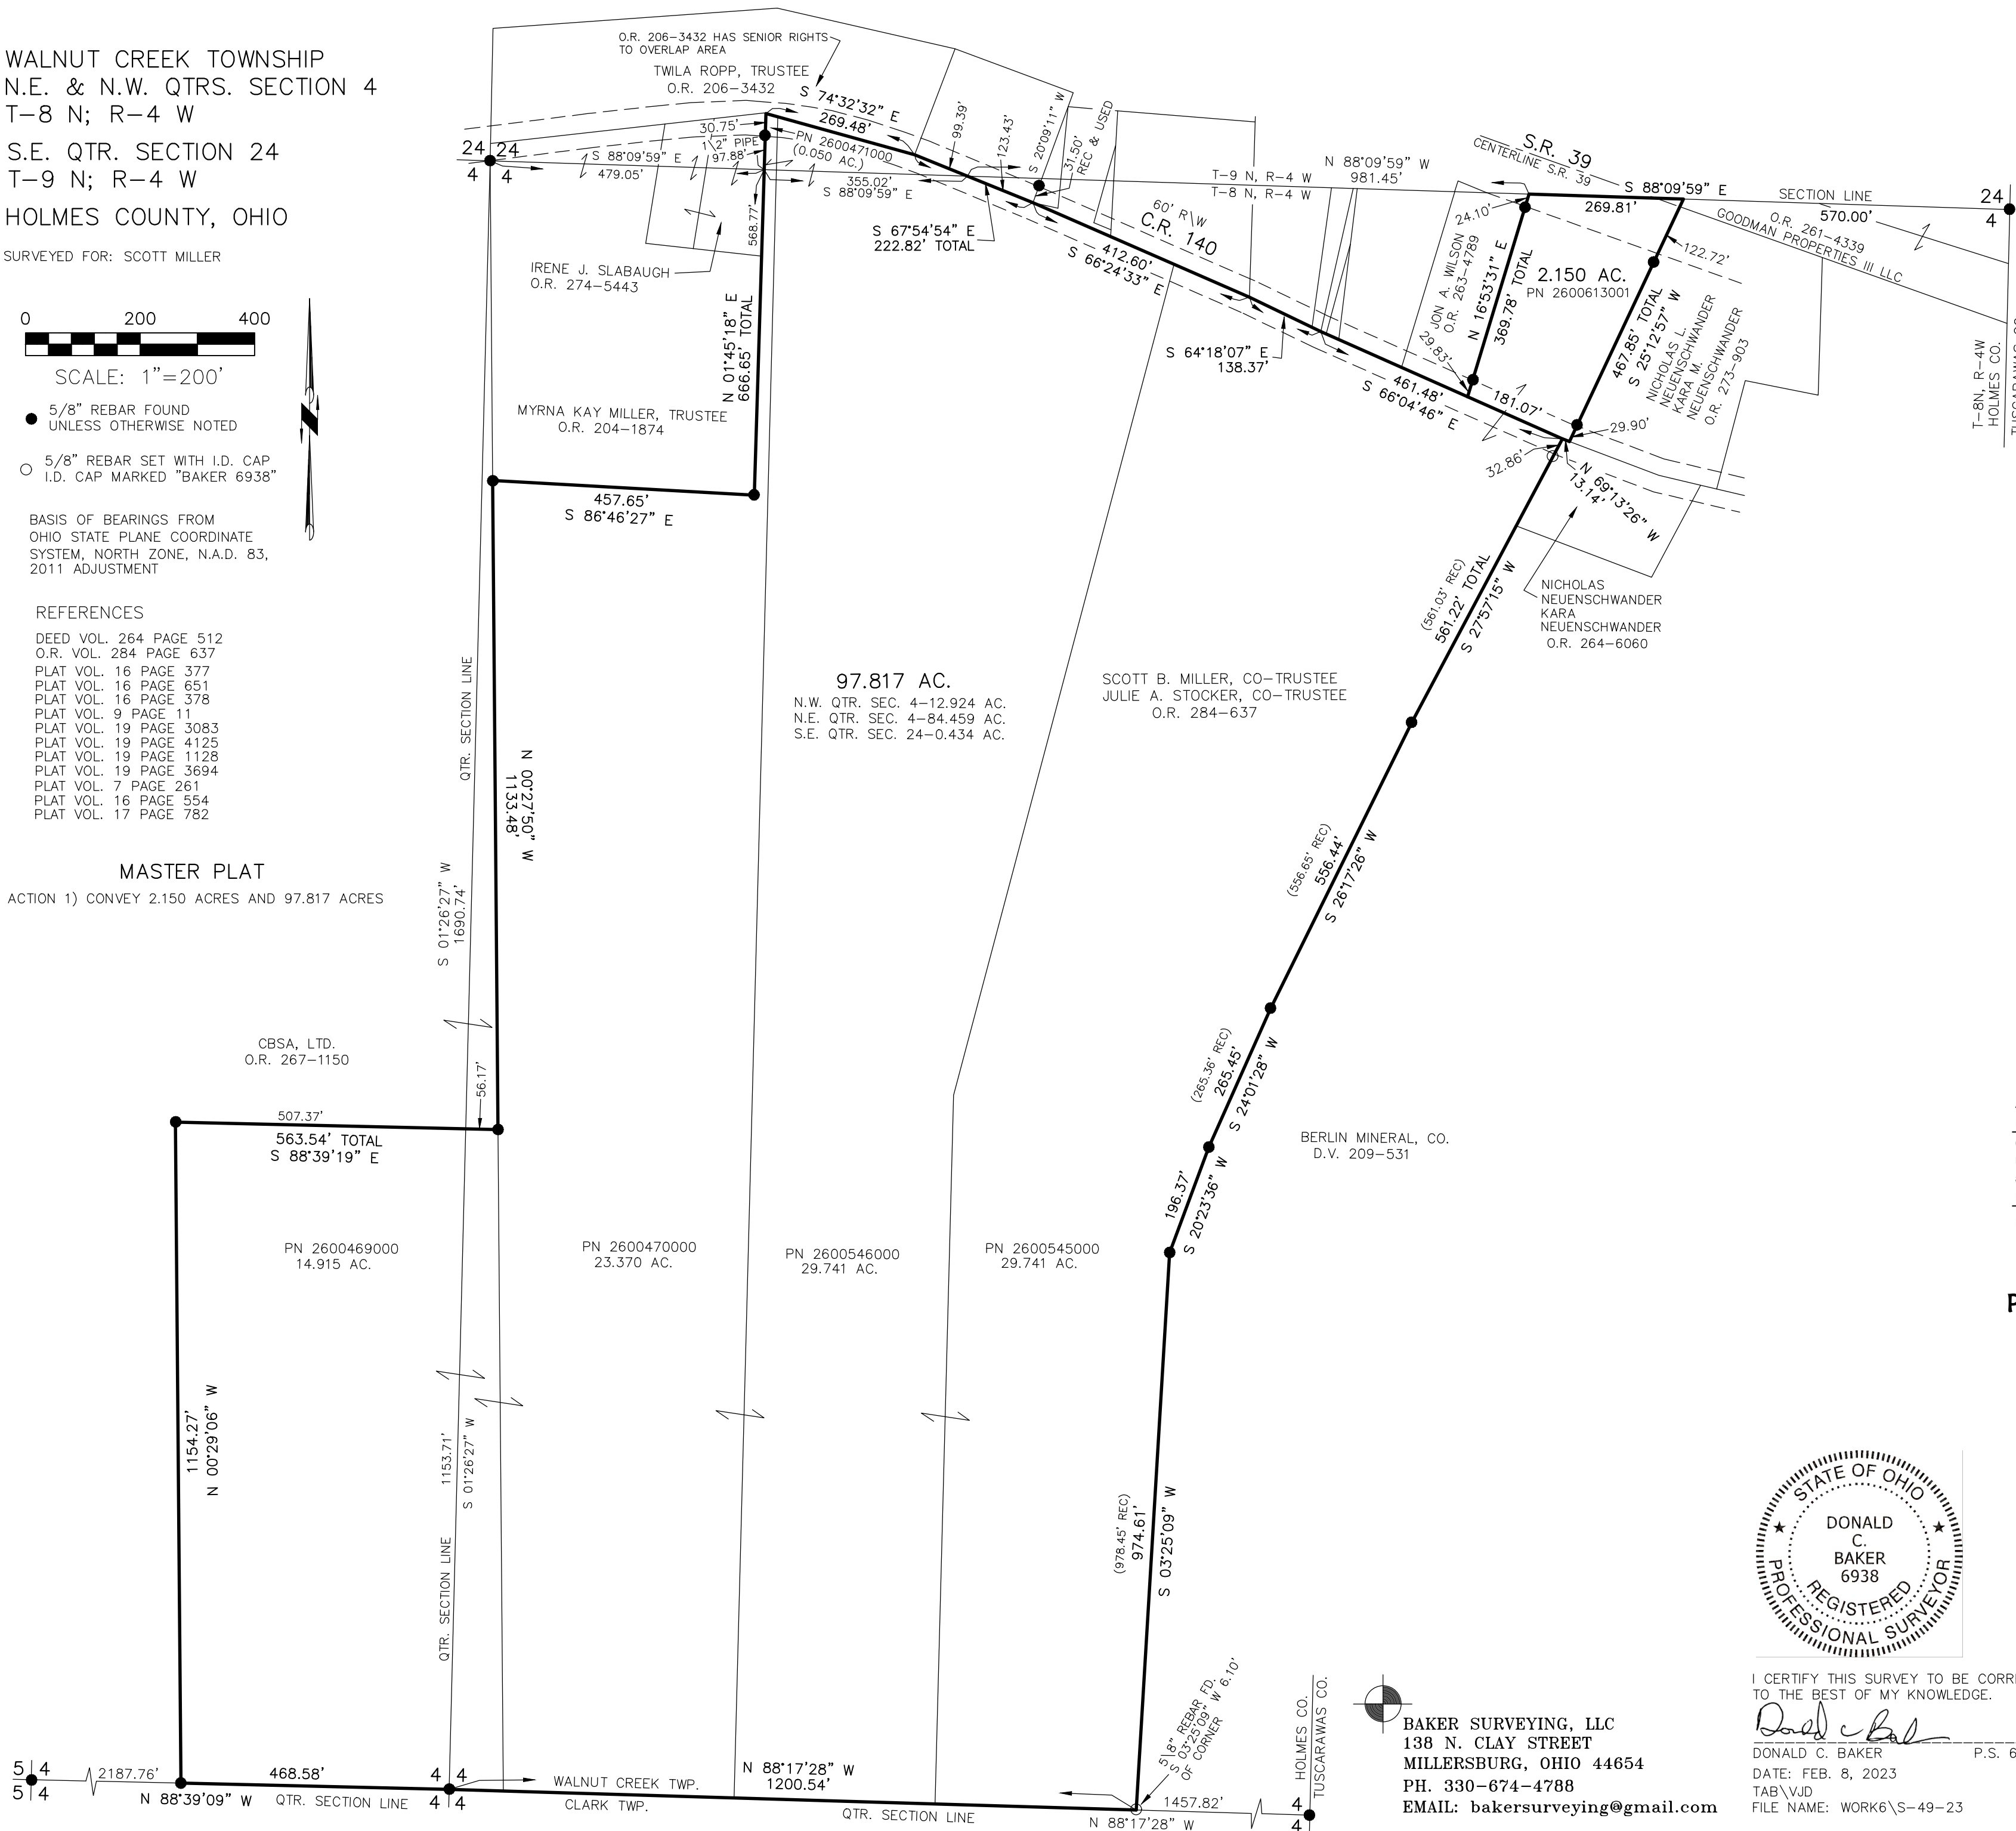 WALNUT CREEK TOWNSHIP
N.E. & N.W. QTRS. SECTION 4
T-8 N; R-4 W
S.E. QTR. SECTION 24
T-9 N; R-4 W
HOLMES COUNTY, OHIO
SURVEYED FOR: SCOTT MILLER
0 200 400
SCALE: 1"=200'
5/8" REBAR FOUND
UNLESS OTHERWISE NOTED
5/8" REBAR SET WITH I.D. CAP
I.D. CAP MARKED "BAKER 6938"
BASIS OF BEARINGS FROM
OHIO STATE PLANE COORDINATE
SYSTEM, NORTH ZONE, N.A.D. 83,
2011 ADJUSTMENT
REFERENCES
DEED VOL. 264 PAGE 512
O.R. VOL. 284 PAGE 637
PLAT VOL. 16 PAGE 377
PLAT VOL. 16 PAGE 651
PLAT VOL. 16 PAGE 378
PLAT VOL. 9 PAGE 11
PLAT VOL. 19 PAGE 3083
PLAT VOL. 19 PAGE 4125
PLAT VOL. 19 PAGE 1128
PLAT VOL. 19 PAGE 3694
PLAT VOL. 7 PAGE 261
PLAT VOL. 16 PAGE 554
PLAT VOL. 17 PAGE 782
MASTER PLAT
ACTION 1) CONVEY 2.150 ACRES AND 97.817 ACRES
O.R. 206-3432 HAS SENIOR RIGHTS
TO OVERLAP AREA
TWILA ROPP, TRUSTEE
O.R. 206-3432
S 74°32'32" E
269.48'
30.75'
1\2" PIPE
97.88'
PN 2600471000
(0.050 AC.)
24 24
4 4
S 88°09'59" E
479.05'
355.02'
S 88°09'59" E
568.77'
99.39'
123.43'
S 20°09'11" W
31.50'
REC & USED
T-9 N, R-4 W
T-8 N, R-4 W
N 88°09'59" W
981.45'
S.R. 39
CENTERLINE S.R. 39
S 88°09'59" E
269.81'
SECTION LINE
24
4
570.00'
O.R. 261-4339
GOODMAN PROPERTIES III LLC
122.72'
S 67°54'54" E
222.82' TOTAL
60' R\W
C.R. 140
412.60'
S 66°24'33" E
24.10'
JON A. WILSON
O.R. 263-4789
N 16°53'31" E
369.78' TOTAL
2.150 AC.
PN 2600613001
467.85' TOTAL
S 25°12'57" W
NICHOLAS L.
NEUENSCHWANDER
KARA M.
NEUENSCHWANDER
O.R. 273-903
T-8N, R-4W
HOLMES CO.
IRENE J. SLABAUGH
O.R. 274-5443
N 01°45'18" E
666.65' TOTAL
S 64°18'07" E
138.37'
29.83'
461.48'
S 66°04'46" E
181.07'
29.90'
32.86'
N 69°13'26" W
13.14'
MYRNA KAY MILLER, TRUSTEE
O.R. 204-1874
457.65'
S 86°46'27" E
(561.03' REC)
561.22' TOTAL
S 27°57'15" W
NICHOLAS
NEUENSCHWANDER
KARA
NEUENSCHWANDER
O.R. 264-6060
QTR. SECTION LINE
97.817 AC.
N.W. QTR. SEC. 4-12.924 AC.
N.E. QTR. SEC. 4-84.459 AC.
S.E. QTR. SEC. 24-0.434 AC.
SCOTT B. MILLER, CO-TRUSTEE
JULIE A. STOCKER, CO-TRUSTEE
O.R. 284-637
N 00°27'50" W
1133.48'
S 01°26'27" W
1690.74'
(556.65' REC)
556.44'
S 26°17'26" W
CBSA, LTD.
O.R. 267-1150
56.17'
507.37'
563.54' TOTAL
S 88°39'19" E
(265.36' REC)
265.45'
S 24°01'28" W
BERLIN MINERAL, CO.
D.V. 209-531
196.37'
S 20°23'36" W
PN 2600469000
14.915 AC.
PN 2600470000
23.370 AC.
PN 2600546000
29.741 AC.
PN 2600545000
29.741 AC.
1154.27'
N 00°29'06" W
1153.71'
S 01°26'27" W
QTR. SECTION LINE
(978.45' REC)
974.61'
S 03°25'09" W
5\8" REBAR FD.
S 03°25'09" W 6.10'
OF CORNER
5 4
5 4
2187.76'
468.58'
N 88°39'09" W
QTR. SECTION LINE
4 4
4 4
WALNUT CREEK TWP.
CLARK TWP.
N 88°17'28" W
1200.54'
QTR. SECTION LINE
1457.82'
N 88°17'28" W
HOLMES CO.
TUSCARAWAS CO.
4
4
BAKER SURVEYING, LLC
138 N. CLAY STREET
MILLERSBURG, OHIO 44654
PH. 330-674-4788
EMAIL: bakersurveying@gmail.com
STATE OF OHIO
DONALD
C.
BAKER
6938
REGISTERED
PROFESSIONAL SURVEYOR
I CERTIFY THIS SURVEY TO BE
TO THE BEST OF MY KNOWLEDGE.
DONALD C. BAKER P.S. 6
DATE: FEB. 8, 2023
TAB\VJD
FILE NAME: WORK6\S-49-23